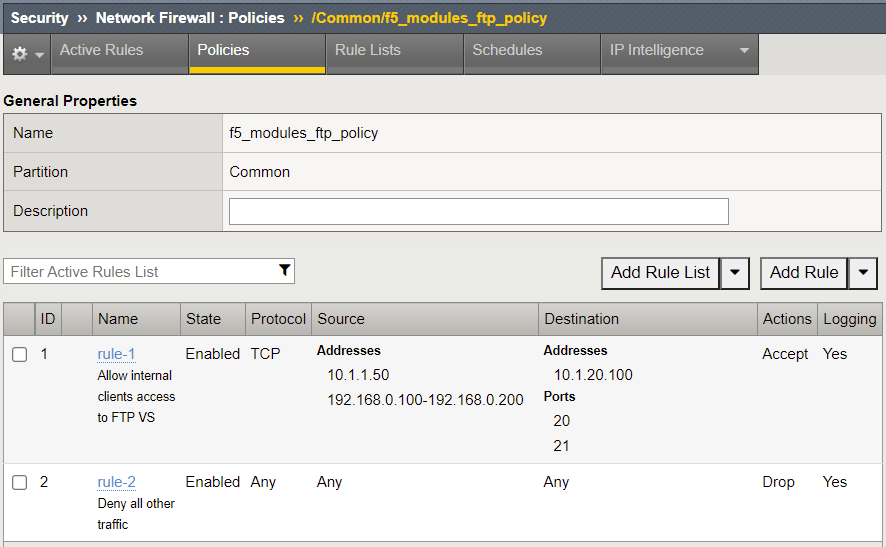 Security ›› Network Firewall : Policies ›› /Common/f5_modules_ftp_policy
Active Rules Policies Rule Lists Schedules IP Intelligence
General Properties
Name f5_modules_ftp_policy
Partition Common
Description
Filter Active Rules List Add Rule List Add Rule
ID Name State Protocol Source Destination Actions Logging
1 rule-1 Enabled TCP Addresses Addresses Accept Yes
Allow internal 10.1.1.50 10.1.20.100
clients access 192.168.0.100-192.168.0.200 Ports
to FTP VS 20
21
2 rule-2 Enabled Any Any Any Drop Yes
Deny all other
traffic